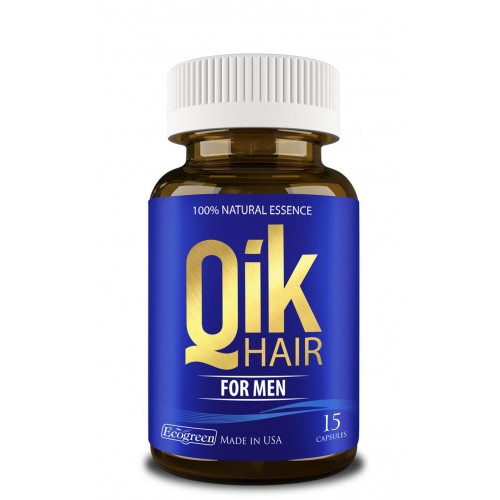 100% NATURAL ESSENCE
Qik
HAIR
FOR MEN
Ecogreen MADE IN USA
15
CAPSULES